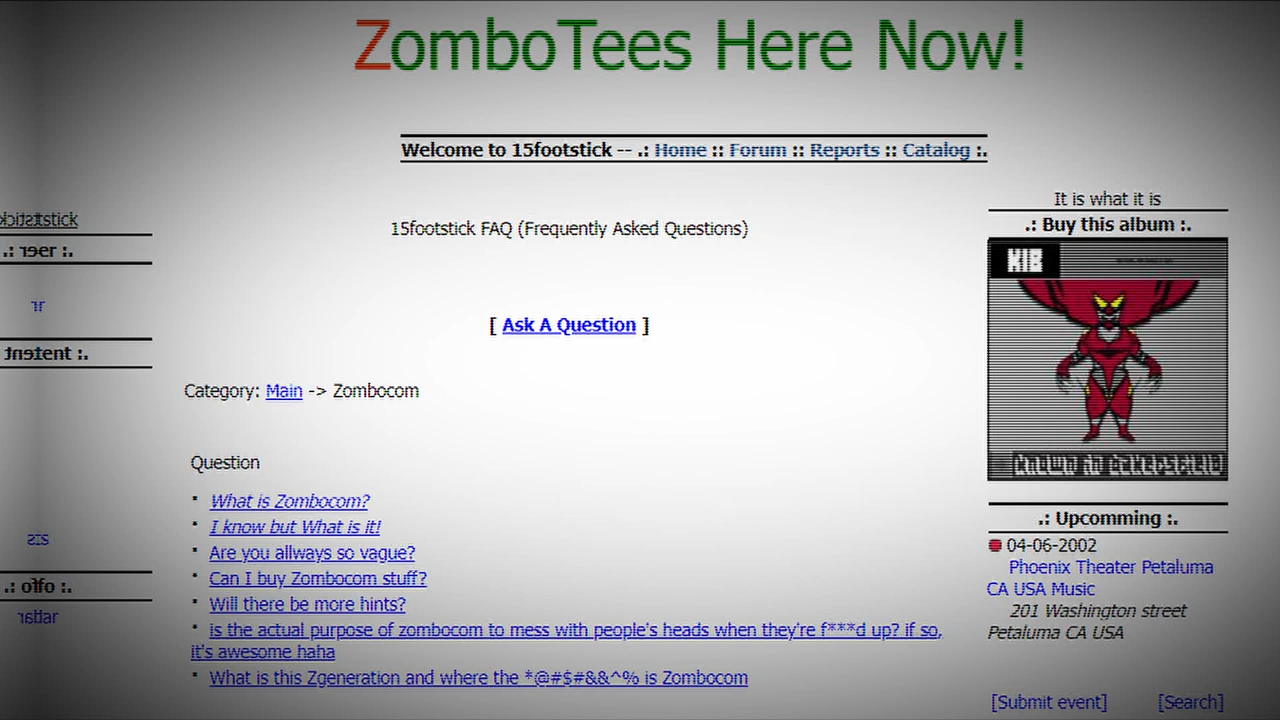 ZomboTees Here Now!
Welcome to 15footstick -- .: Home :: Forum :: Reports :: Catalog :.
15footstick FAQ (Frequently Asked Questions)
[ Ask A Question ]
Category: Main -> Zombocom
Question
What is Zombocom?
I know but What is it!
Are you allways so vague?
Can I buy Zombocom stuff?
Will there be more hints?
is the actual purpose of zombocom to mess with people's heads when they're f***d up? if so,
it's awesome haha
What is this Zgeneration and where the *@#$#&&^% is Zombocom
It is what it is
.: Buy this album :.
KIB
.: Upcomming :.
04-06-2002
Phoenix Theater Petaluma
CA USA Music
201 Washington street
Petaluma CA USA
[Submit event] [Search]